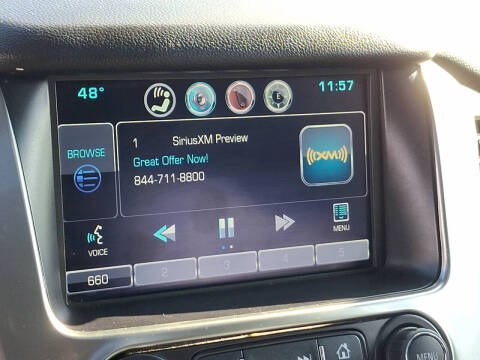 48°
11:57
1 SiriusXM Preview
BROWSE
Great Offer Now!
844-711-8800
XM
VOICE
MENU
660
2
3
4
5
MENU